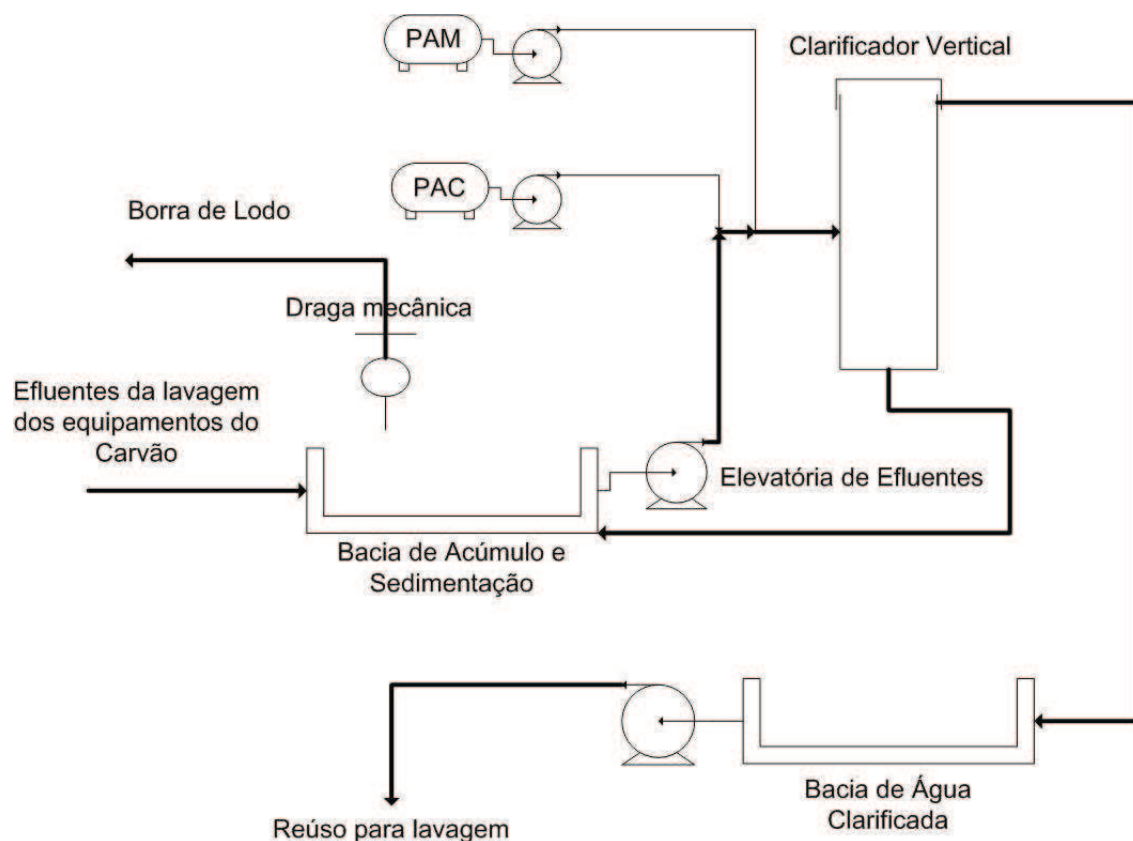 PAM
Clarificador Vertical
PAC
Borra de Lodo
Draga mecânica
Efluentes da lavagem
dos equipamentos do
Carvão
Elevatória de Efluentes
Bacia de Acúmulo e
Sedimentação
Bacia de Água
Clarificada
Reúso para lavagem